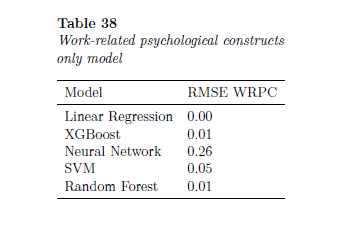 Table 38
Work-related psychological constructs
only model
Model RMSE WRPC
Linear Regression 0.00
XGBoost 0.01
Neural Network 0.26
SVM 0.05
Random Forest 0.01